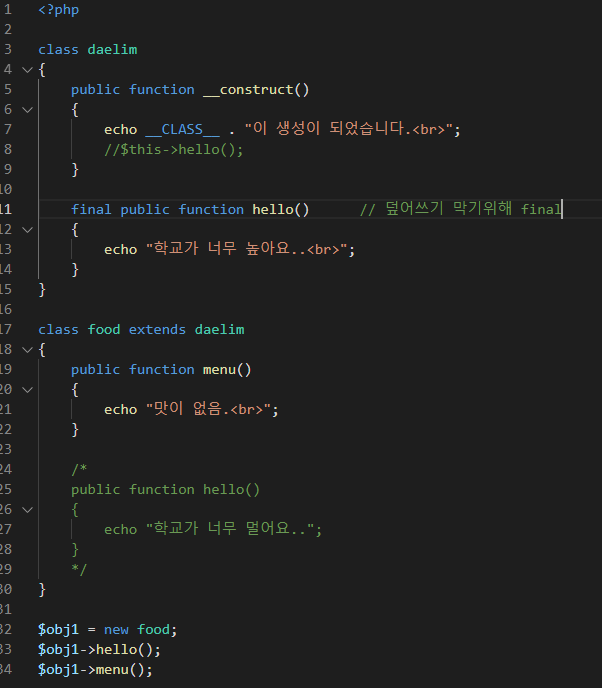 1 <?php
2
3 class daelim
4 {
5 public function __construct()
6 {
7 echo __CLASS__ . "이 생성이 되었습니다.<br>";
8 //$this->hello();
9 }
10
11 final public function hello() // 덮어쓰기 막기위해 final
12 {
13 echo "학교가 너무 높아요..<br>";
14 }
15 }
16
17 class food extends daelim
18 {
19 public function menu()
20 {
21 echo "맛이 없음.<br>";
22 }
23
24 /*
25 public function hello()
26 {
27 echo "학교가 너무 멀어요..";
28 }
29 */
30 }
31
32 $obj1 = new food;
33 $obj1->hello();
34 $obj1->menu();